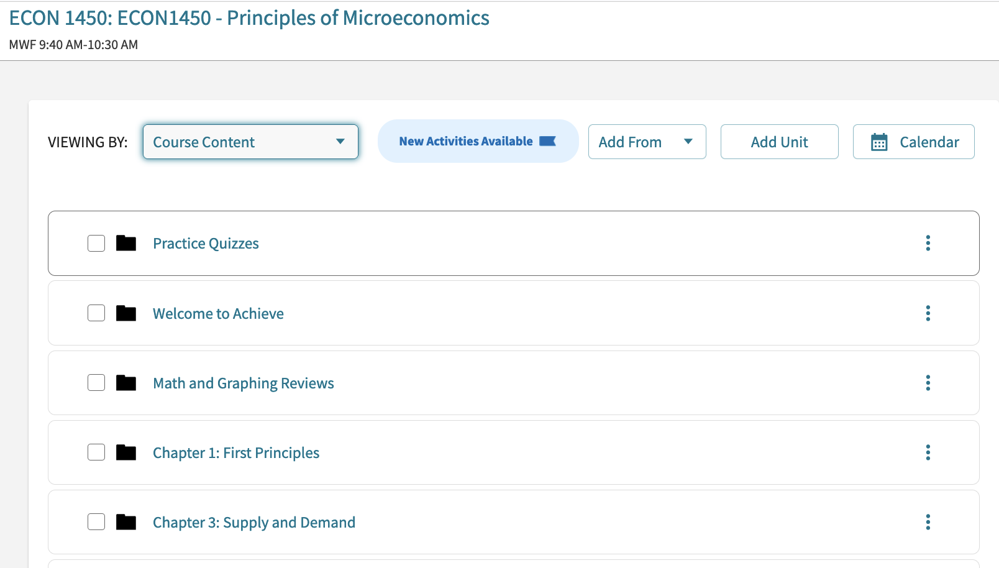 ECON 1450: ECON1450 - Principles of Microeconomics
MWF 9:40 AM-10:30 AM
VIEWING BY:
Course Content
New Activities Available
Add From
Add Unit
Calendar
Practice Quizzes
Welcome to Achieve
Math and Graphing Reviews
Chapter 1: First Principles
Chapter 3: Supply and Demand